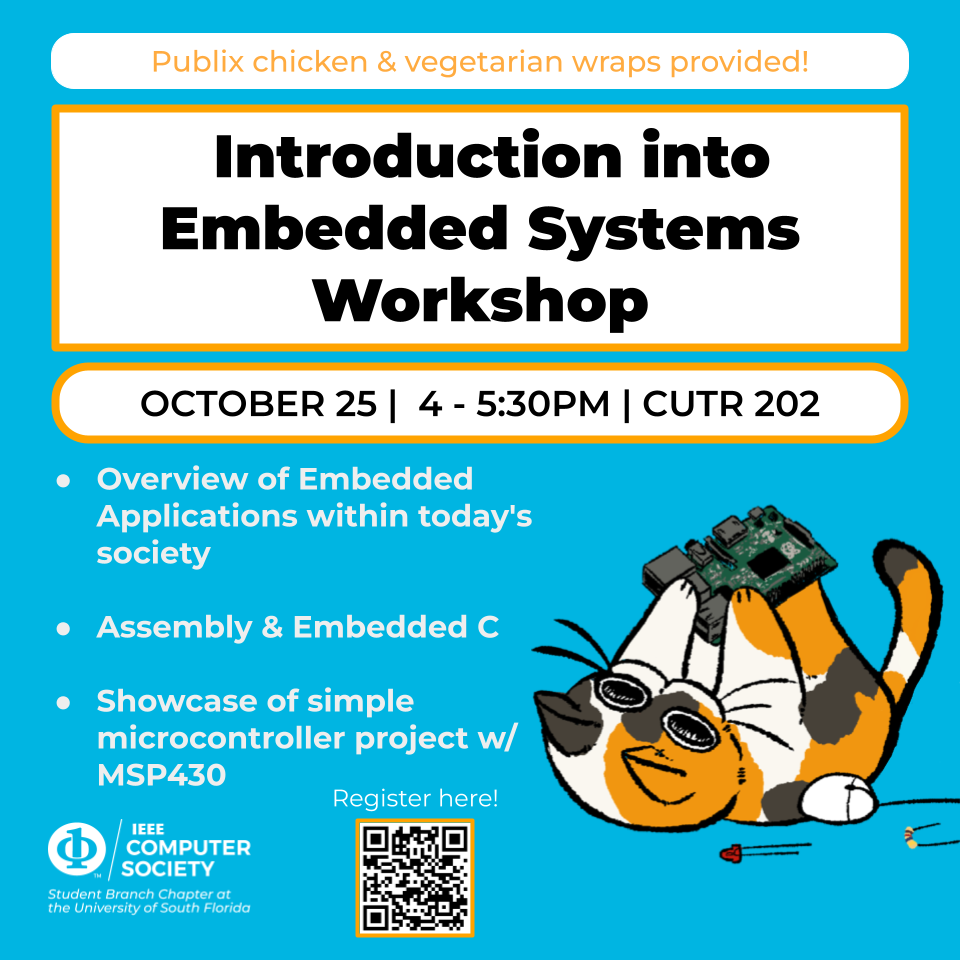 Publix chicken & vegetarian wraps provided!
Introduction into
Embedded Systems
Workshop
OCTOBER 25 | 4 - 5:30PM | CUTR 202
● Overview of Embedded
Applications within today's
society
● Assembly & Embedded C
● Showcase of simple
microcontroller project w/
MSP430
Register here!
IEEE
COMPUTER
SOCIETY
TM
Student Branch Chapter at
the University of South Florida